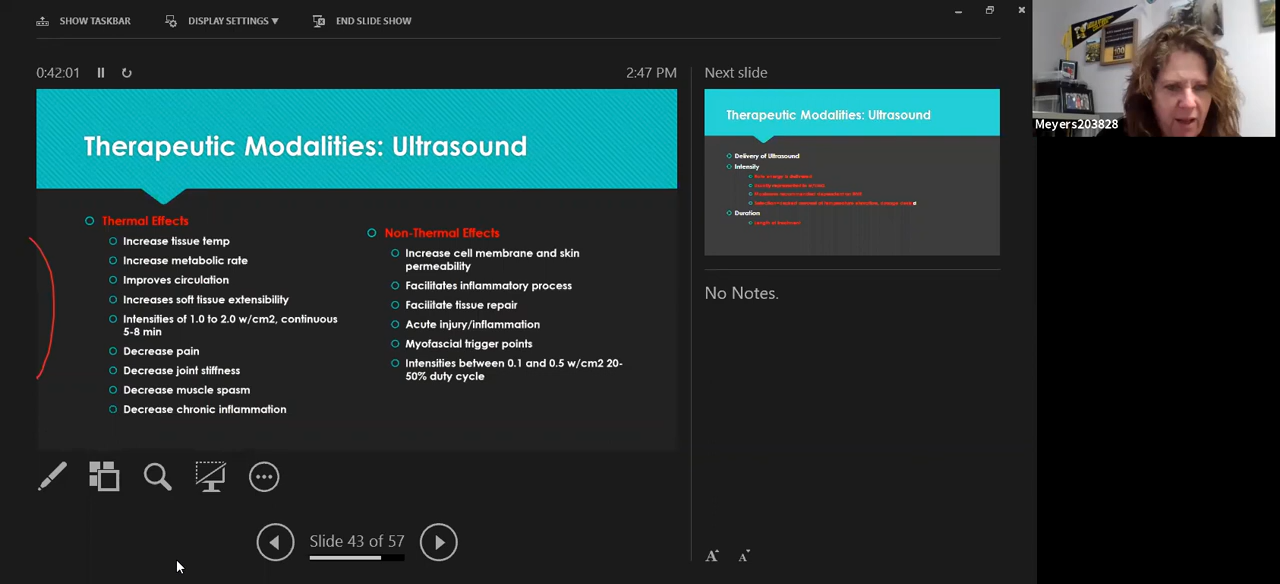 SHOW TASKBAR
DISPLAY SETTINGS ▼
END SLIDE SHOW
0:42:01
2:47 PM
Therapeutic Modalities: Ultrasound
Thermal Effects
Increase tissue temp
Increase metabolic rate
Improves circulation
Increases soft tissue extensibility
Intensities of 1.0 to 2.0 w/cm2, continuous
5-8 min
Decrease pain
Decrease joint stiffness
Decrease muscle spasm
Decrease chronic inflammation
Non-Thermal Effects
Increase cell membrane and skin
permeability
Facilitates inflammatory process
Facilitate tissue repair
Acute injury/inflammation
Myofascial trigger points
Intensities between 0.1 and 0.5 w/cm2 20-
50% duty cycle
Slide 43 of 57
Next slide
Therapeutic Modalities: Ultrasound
Delivery of Ultrasound
Intensity
Duration
Length of treatment
No Notes.
A
A
Meyers203828
100